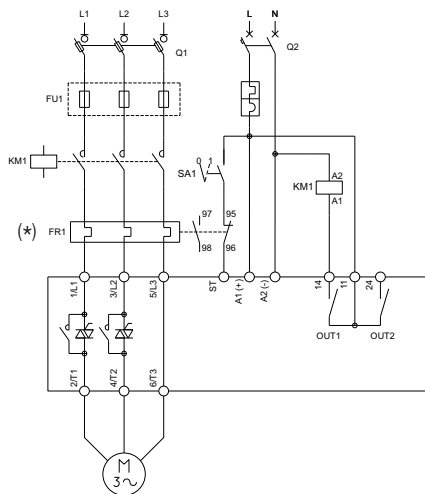 L1 L2 L3 L N
Q1 Q2
FU1
KM1
SA1 0 1
KM1 A2
A1
(*) FR1
97 95
98 96
1/L1 3/L2 5/L3 ST A1 (+) A2 (-) 14 11 24
OUT1 OUT2
2/T1 4/T2 6/T3
M
3~